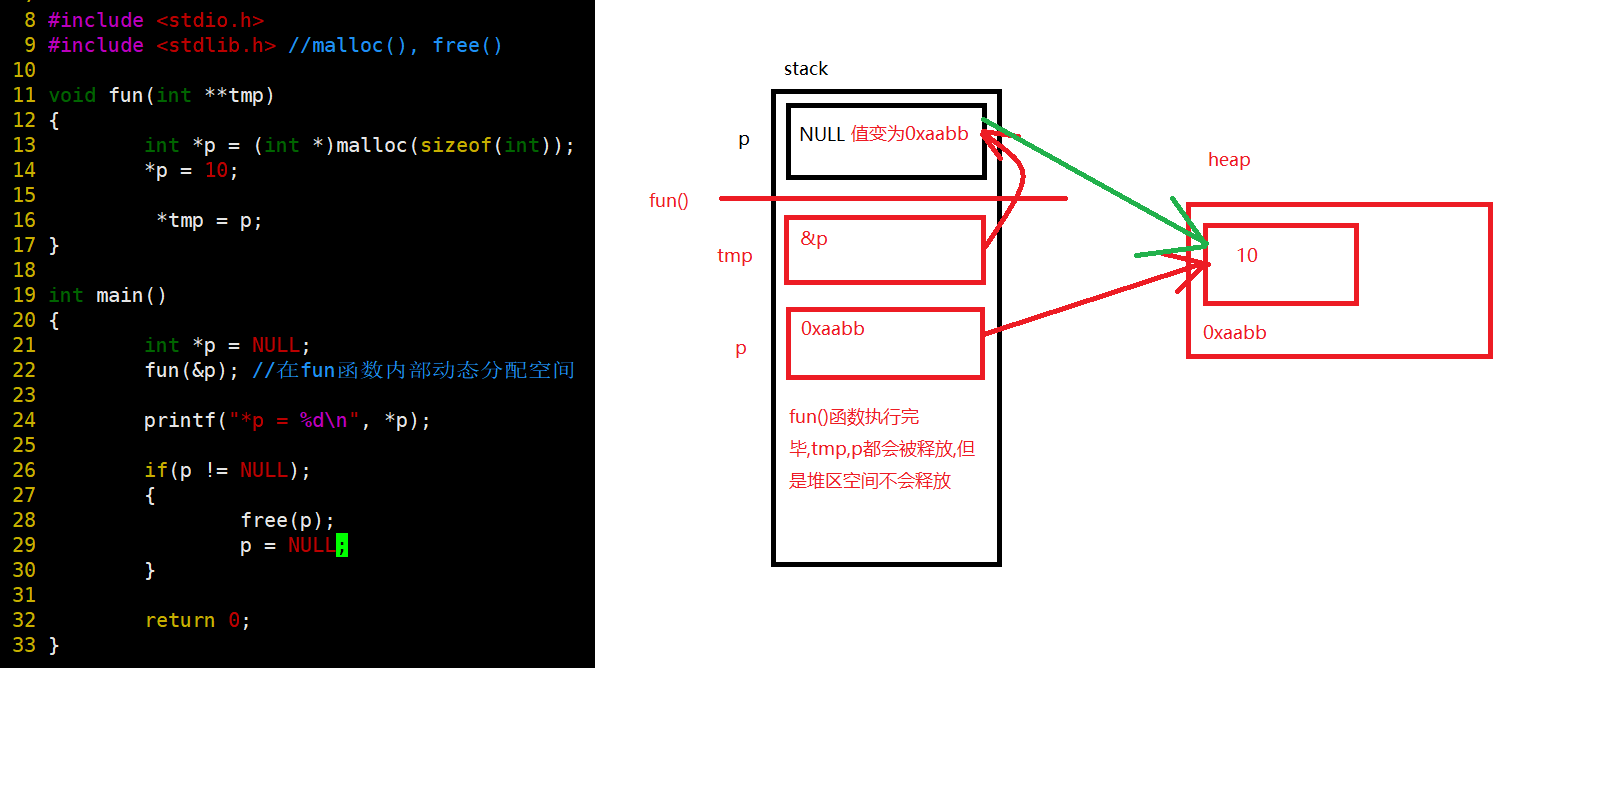 8 #include <stdio.h>
9 #include <stdlib.h> //malloc(), free()
10
11 void fun(int **tmp)
12 {
13         int *p = (int *)malloc(sizeof(int));
14         *p = 10;
15
16          *tmp = p;
17 }
18
19 int main()
20 {
21         int *p = NULL;
22         fun(&p); //在fun函数内部动态分配空间
23
24         printf("*p = %d\n", *p);
25
26         if(p != NULL);
27         {
28                 free(p);
29                 p = NULL;
30         }
31
32         return 0;
33 }
stack
p
NULL 值变为0xaabb
fun()
tmp
&p
p
0xaabb
fun()函数执行完
毕,tmp,p都会被释放,但
是堆区空间不会释放
heap
10
0xaabb